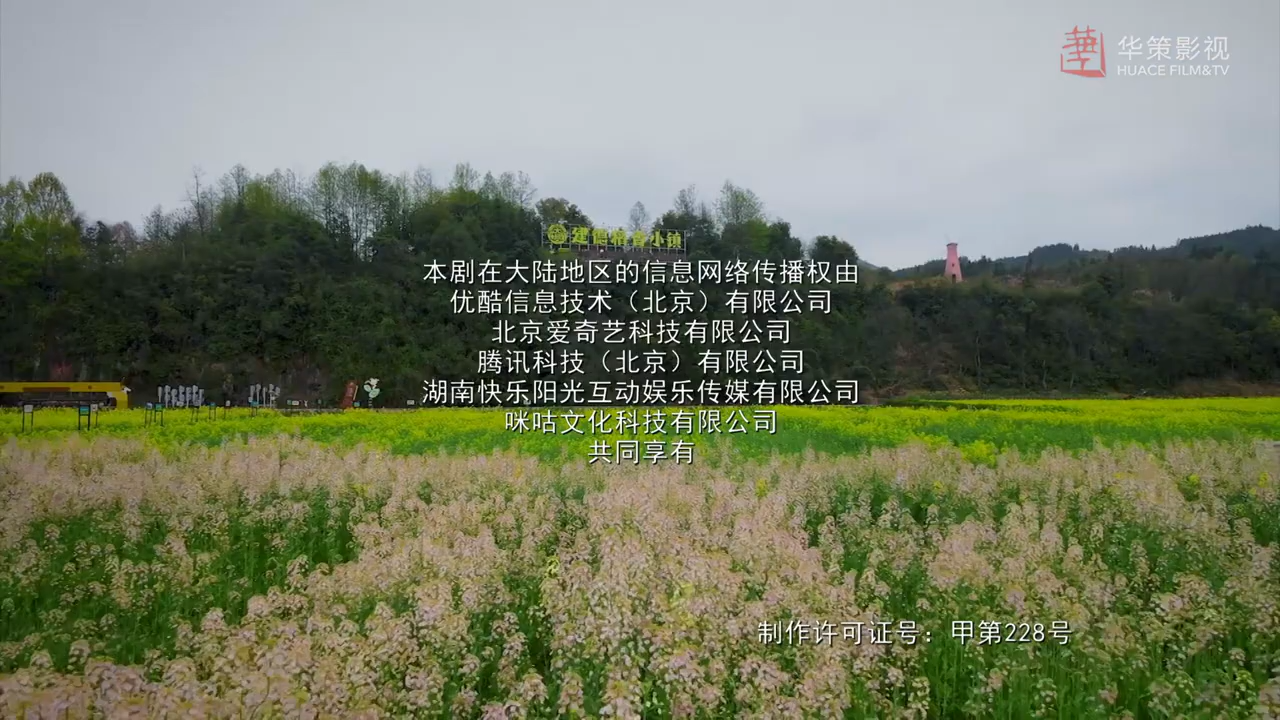 华策影视
HUACE FILM&TV
本剧在大陆地区的信息网络传播权由
优酷信息技术（北京）有限公司
北京爱奇艺科技有限公司
腾讯科技（北京）有限公司
湖南快乐阳光互动娱乐传媒有限公司
咪咕文化科技有限公司
共同享有
制作许可证号：甲第228号